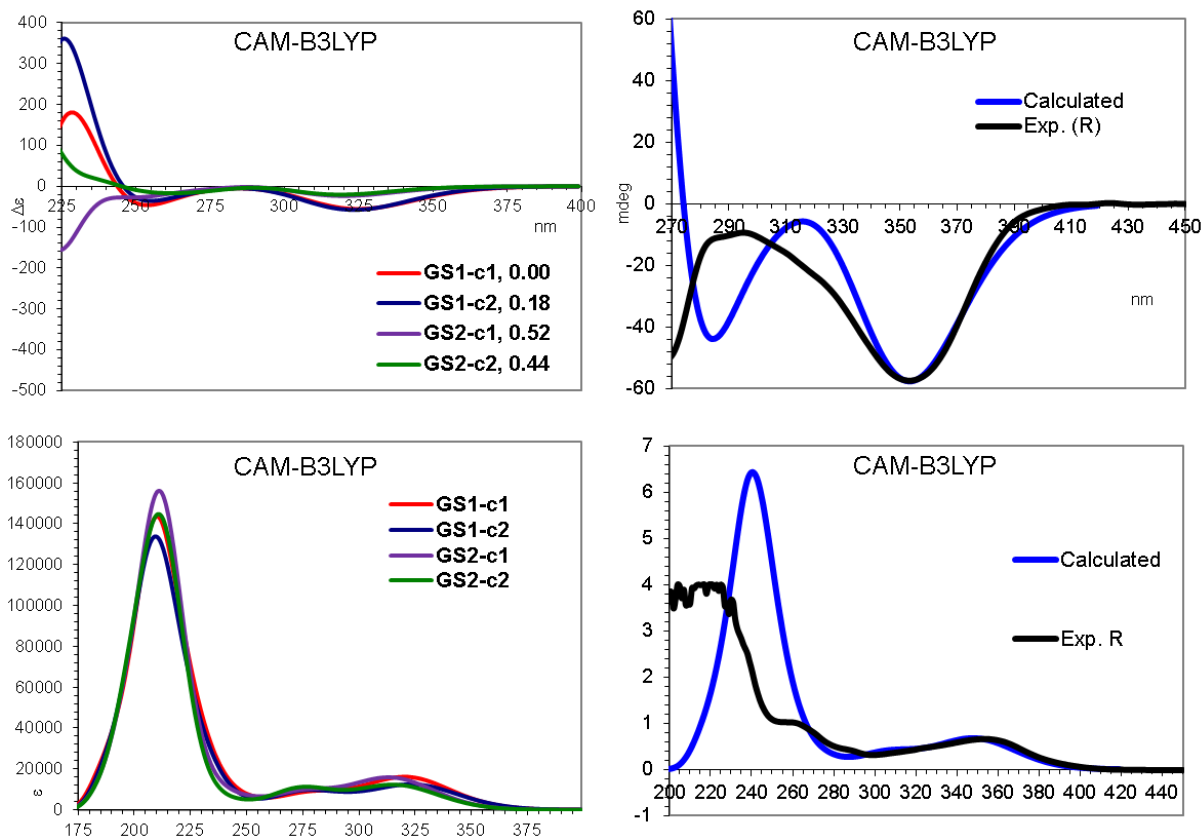 CAM-B3LYP
400
300
200
100
0
-100
-200
-300
-400
-500
Δε
225 250 275 300 325 350 375 400
nm
GS1-c1, 0.00
GS1-c2, 0.18
GS2-c1, 0.52
GS2-c2, 0.44
CAM-B3LYP
60
40
20
0
-20
-40
-60
mdeg
Calculated
Exp. (R)
270 290 310 330 350 370 390 410 430 450
nm
CAM-B3LYP
180000
160000
140000
120000
100000
80000
60000
40000
20000
0
ε
GS1-c1
GS1-c2
GS2-c1
GS2-c2
175 200 225 250 275 300 325 350 375
CAM-B3LYP
7
6
5
4
3
2
1
0
-1
Calculated
Exp. R
200 220 240 260 280 300 320 340 360 380 400 420 440